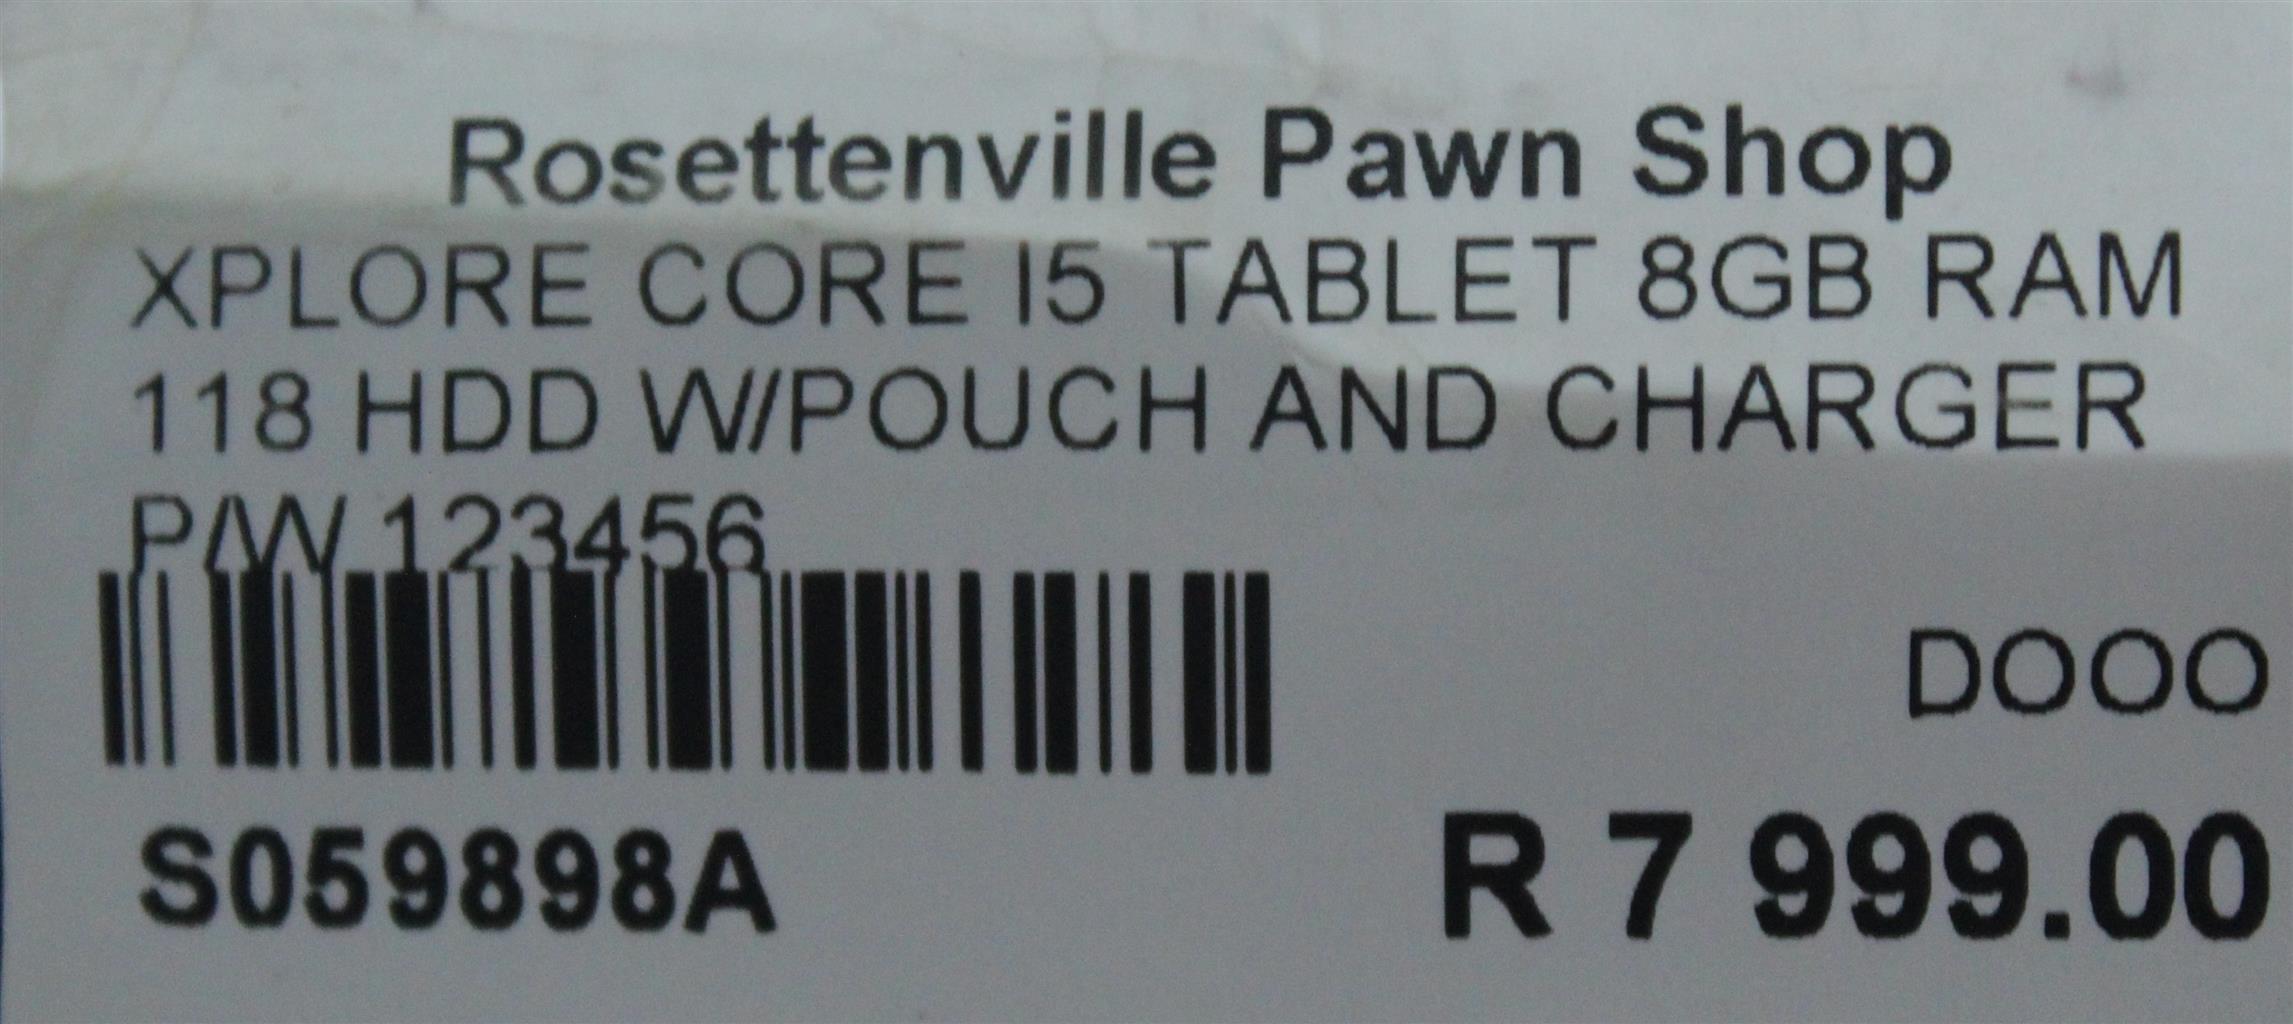 Rosettenville Pawn Shop
XPLORE CORE I5 TABLET 8GB RAM
118 HDD W/POUCH AND CHARGER
P/W 123456
DOOO
S059898A
R 7 999.00